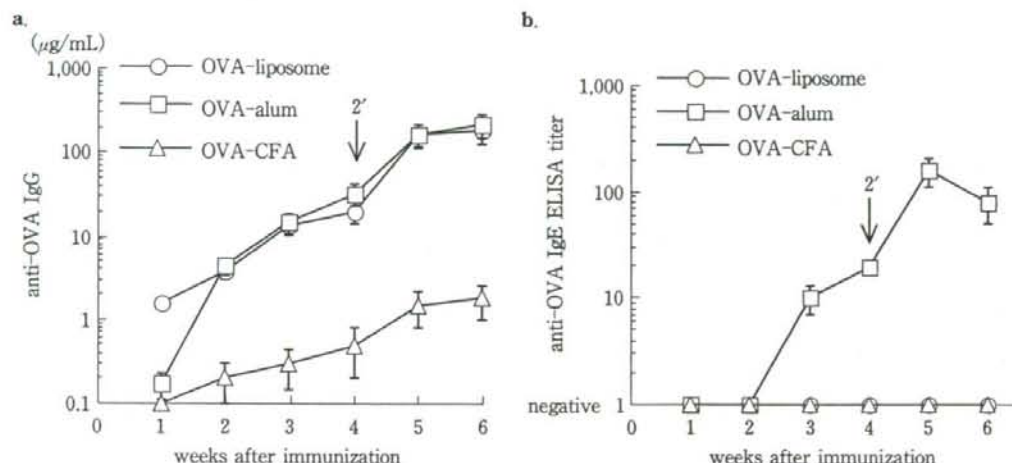 a.
(μg/mL)
1,000
100
10
1
0.1
anti-OVA IgG
OVA-liposome
OVA-alum
OVA-CFA
2′
0 1 2 3 4 5 6
weeks after immunization
b.
1,000
100
10
negative 1
anti-OVA IgE ELISA titer
OVA-liposome
OVA-alum
OVA-CFA
2′
0 1 2 3 4 5 6
weeks after immunization